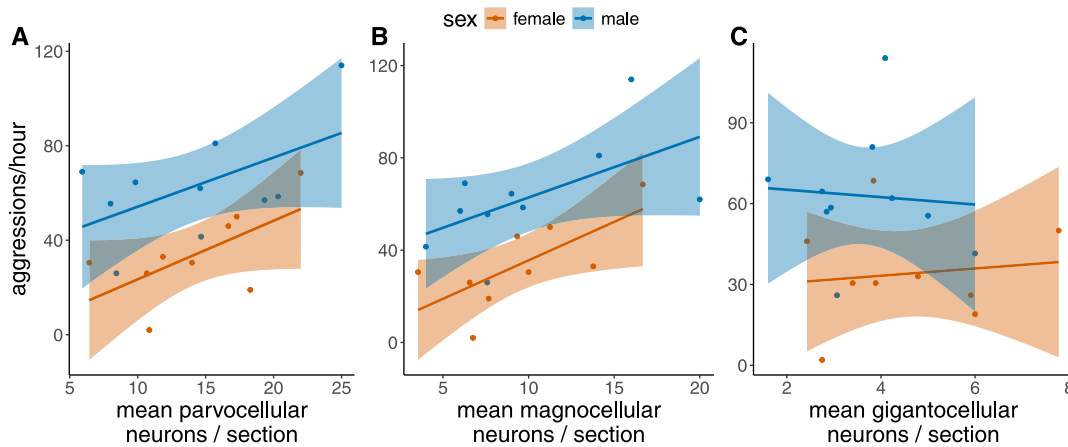 sex female male
A
B
C
aggressions/hour
120
80
40
0
5 10 15 20 25
mean parvocellular
neurons / section
120
80
40
0
5 10 15 20
mean magnocellular
neurons / section
90
60
30
0
2 4 6 8
mean gigantocellular
neurons / section